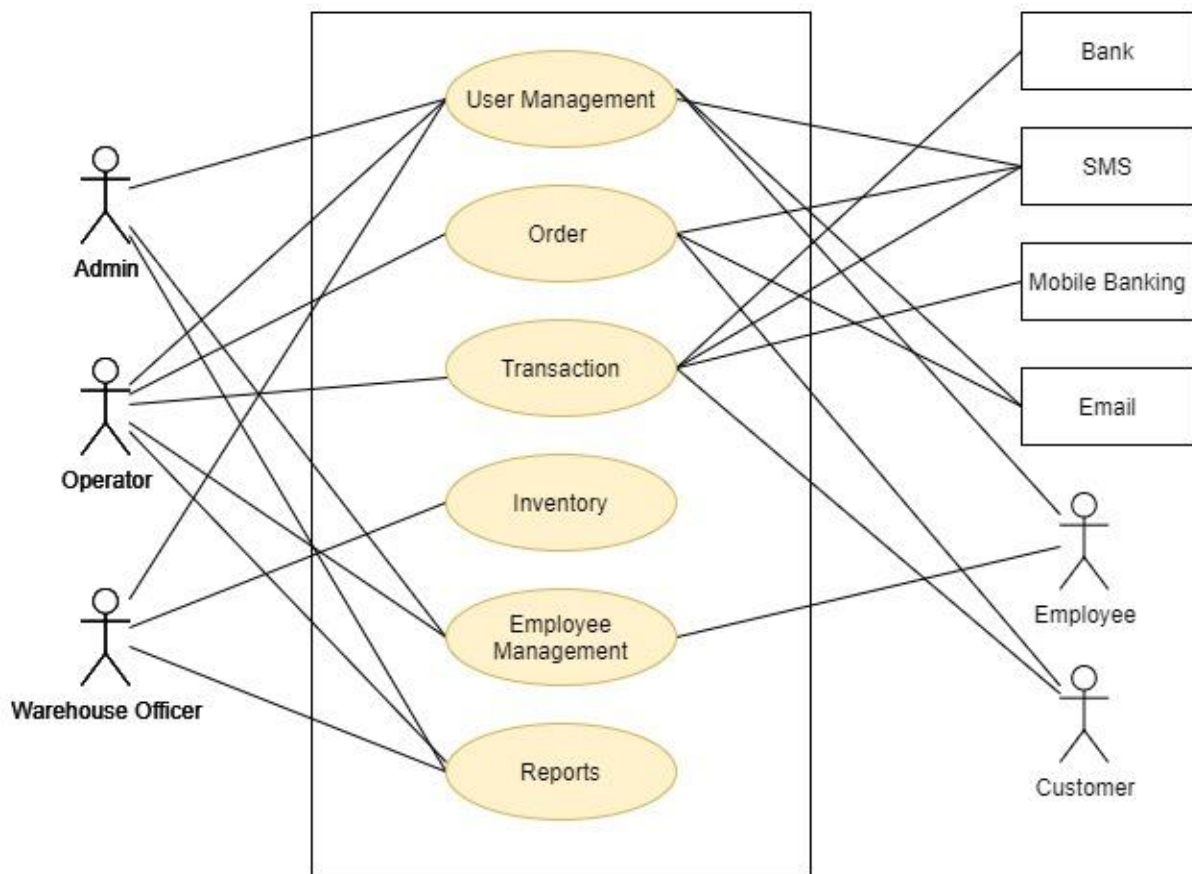 Admin
Operator
Warehouse Officer
User Management
Order
Transaction
Inventory
Employee
Management
Reports
Bank
SMS
Mobile Banking
Email
Employee
Customer